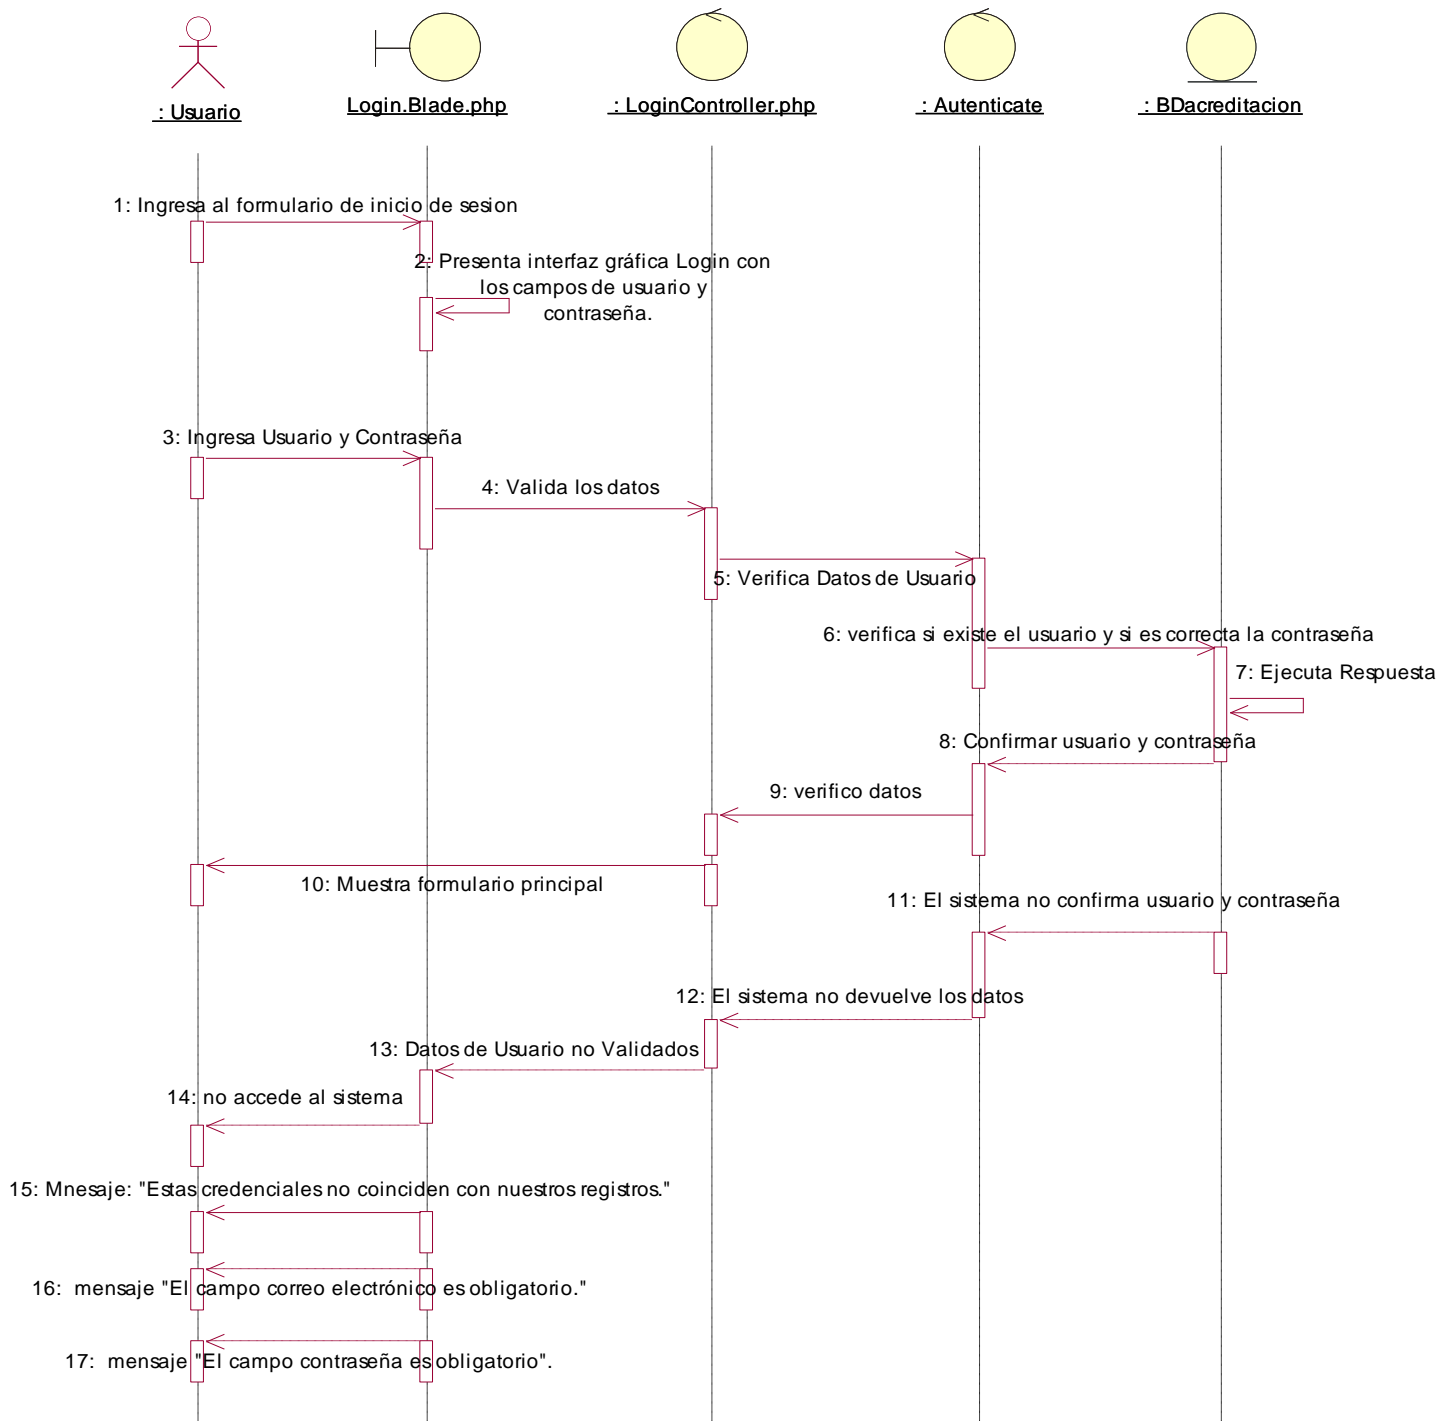 : Usuario
Login.Blade.php
: LoginController.php
: Autenticate
: BDacreditacion
1: Ingresa al formulario de inicio de sesion
2: Presenta interfaz gráfica Login con
los campos de usuario y
contraseña.
3: Ingresa Usuario y Contraseña
4: Valida los datos
5: Verifica Datos de Usuario
6: verifica si existe el usuario y si es correcta la contraseña
7: Ejecuta Respuesta
8: Confirmar usuario y contraseña
9: verifico datos
10: Muestra formulario principal
11: El sistema no confirma usuario y contraseña
12: El sistema no devuelve los datos
13: Datos de Usuario no Validados
14: no accede al sistema
15: Mnesaje: "Estas credenciales no coinciden con nuestros registros."
16: mensaje "El campo correo electrónico es obligatorio."
17: mensaje "El campo contraseña es obligatorio".